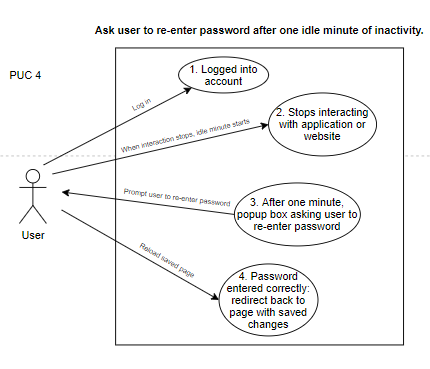 Ask user to re-enter password after one idle minute of inactivity.
PUC 4
1. Logged into
account
Log in
2. Stops interacting
with application or
website
When interaction stops, idle minute starts
3. After one minute,
popup box asking user to
re-enter password
Prompt user to re-enter password
User
Reload saved page
4. Password
entered correctly:
redirect back to
page with saved
changes